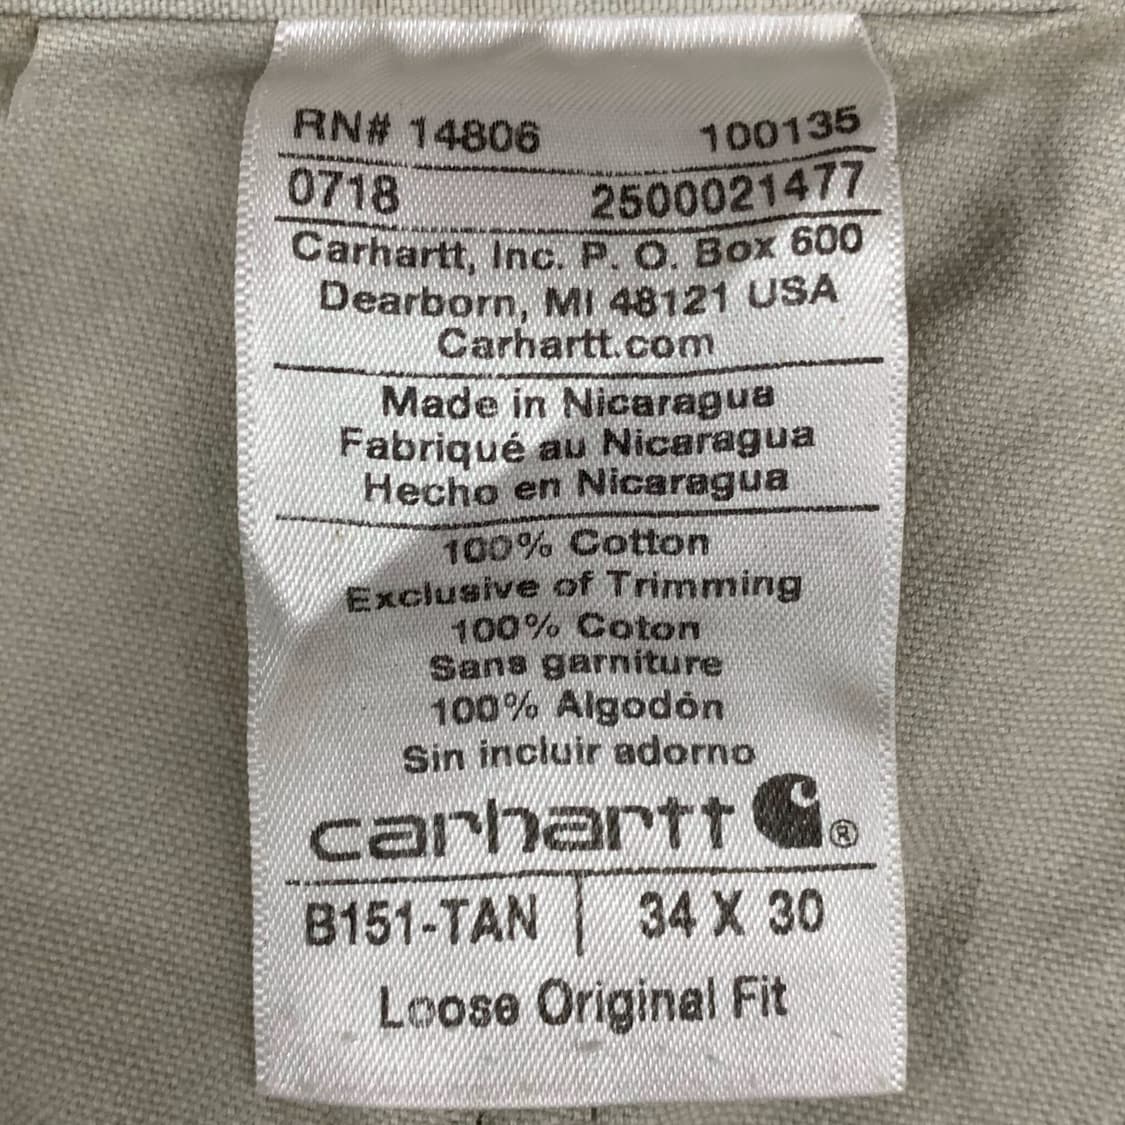 RN# 14806 100135
0718 2500021477
Carhartt, Inc. P. O. Box 600
Dearborn, MI 48121 USA
Carhartt.com
Made in Nicaragua
Fabriqué au Nicaragua
Hecho en Nicaragua
100% Cotton
Exclusive of Trimming
100% Coton
Sans garniture
100% Algodón
Sin incluir adorno
carhartt ®
B151-TAN | 34 X 30
Loose Original Fit